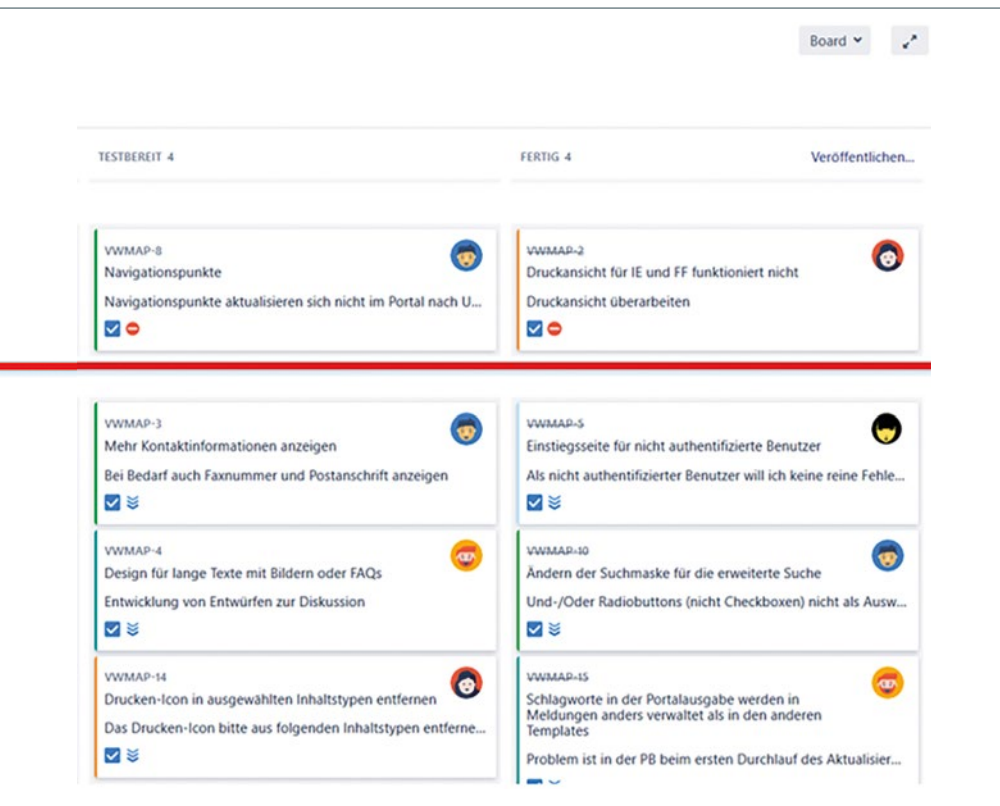 Board
TESTBEREIT 4
FERTIG 4
Veröffentlichen...
VWMAP-8
Navigationspunkte
Navigationspunkte aktualisieren sich nicht im Portal nach U...
VWMAP-2
Druckansicht für IE und FF funktioniert nicht
Druckansicht überarbeiten
VWMAP-3
Mehr Kontaktinformationen anzeigen
Bei Bedarf auch Faxnummer und Postanschrift anzeigen
VWMAP-5
Einstiegsseite für nicht authentifizierte Benutzer
Als nicht authentifizierter Benutzer will ich keine reine Fehle...
VWMAP-4
Design für lange Texte mit Bildern oder FAQs
Entwicklung von Entwürfen zur Diskussion
VWMAP-10
Ändern der Suchmaske für die erweiterte Suche
Und-/Oder Radiobuttons (nicht Checkboxen) nicht als Ausw...
VWMAP-14
Drucken-Icon in ausgewählten Inhaltstypen entfernen
Das Drucken-Icon bitte aus folgenden Inhaltstypen entferne...
VWMAP-15
Schlagworte in der Portalausgabe werden in
Meldungen anders verwaltet als in den anderen
Templates
Problem ist in der PB beim ersten Durchlauf des Aktualisier...